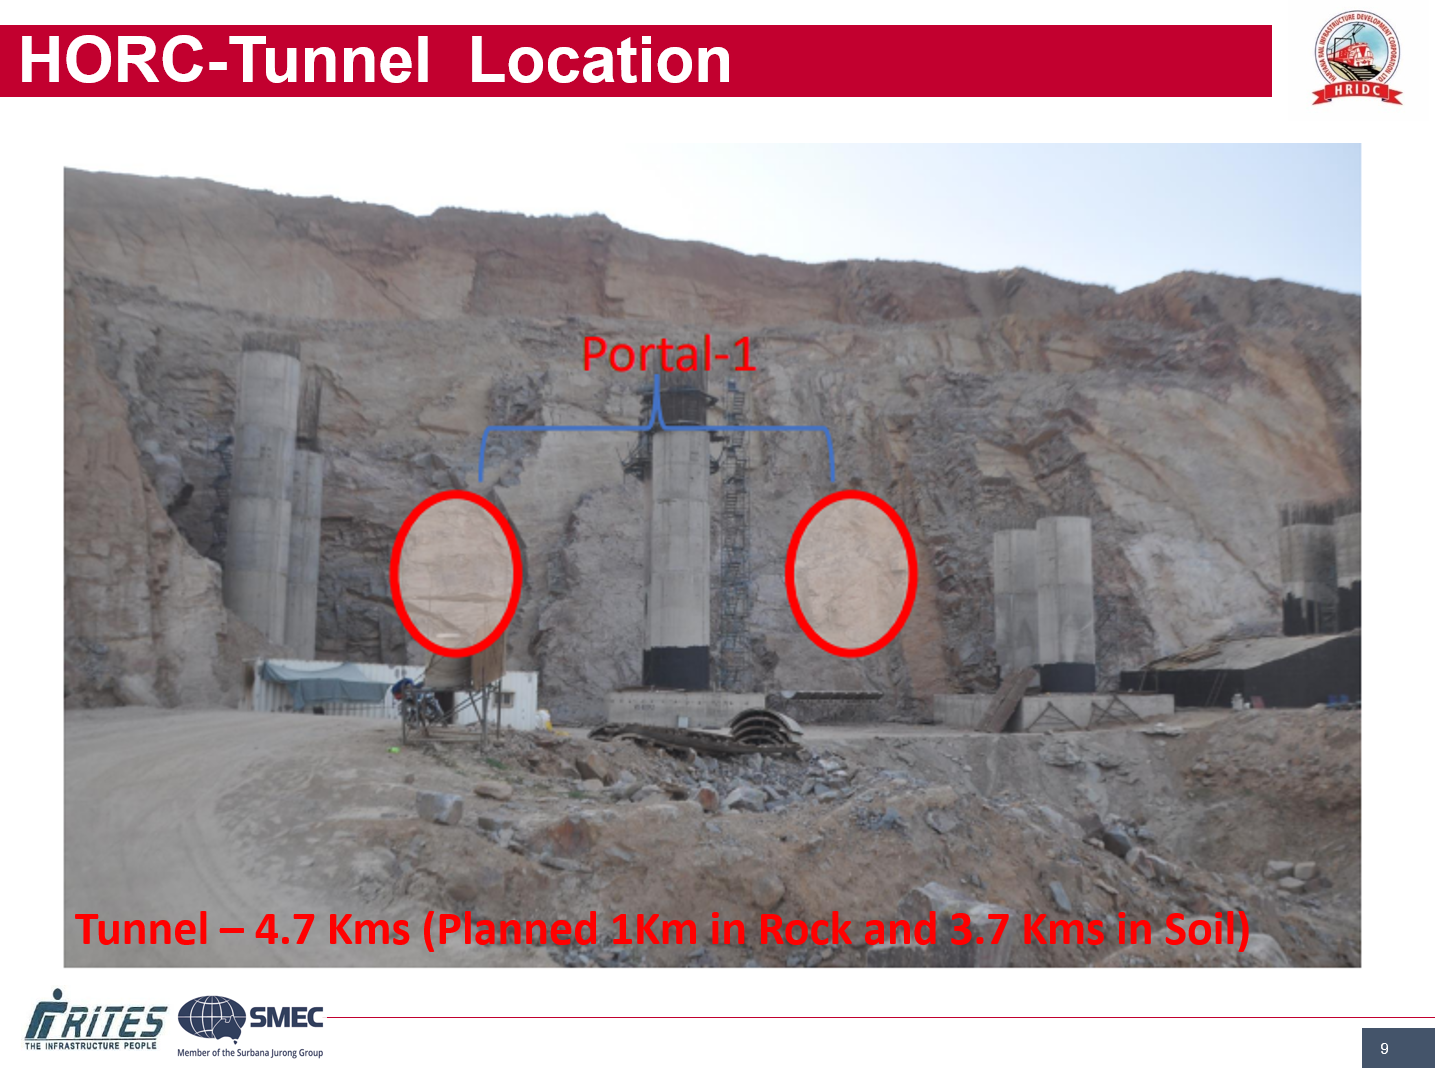 HORC-Tunnel Location
HARYANA RAIL INFRASTRUCTURE DEVELOPMENT CORPORATION LTD
HRIDC
Portal-1
Tunnel – 4.7 Kms (Planned 1Km in Rock and 3.7 Kms in Soil)
RITES
THE INFRASTRUCTURE PEOPLE
SMEC
Member of the Surbana Jurong Group
9